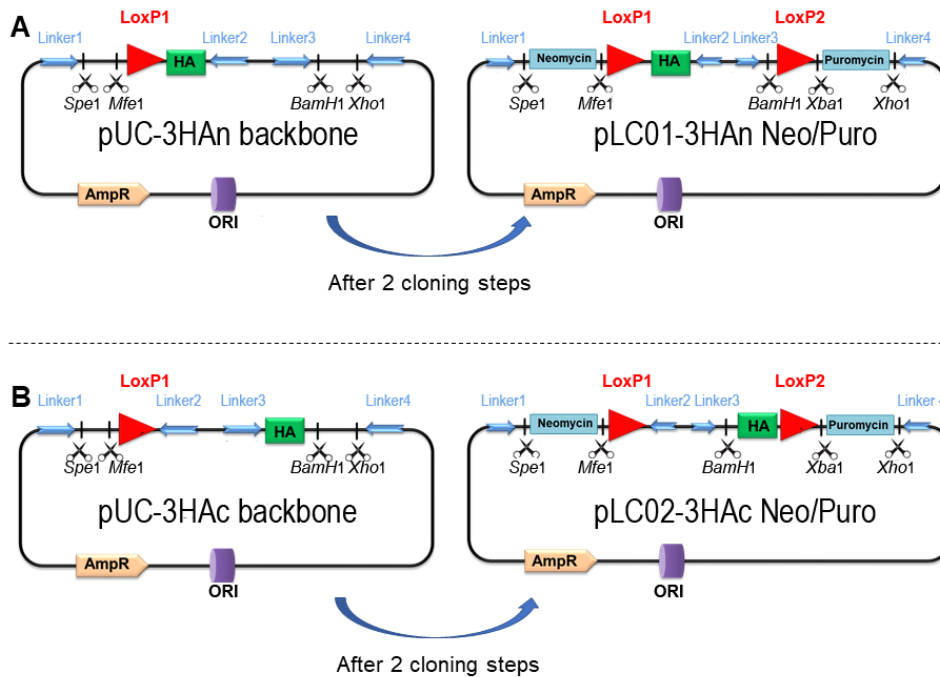 A
LoxP1
Linker1
HA
Linker2
Linker3
Linker4
Spe1
Mfe1
BamH1
Xho1
pUC-3HAn backbone
AmpR
ORI
LoxP1
LoxP2
Linker1
Neomycin
HA
Linker2
Linker3
Puromycin
Linker4
Spe1
Mfe1
BamH1
Xba1
Xho1
pLC01-3HAn Neo/Puro
AmpR
ORI
After 2 cloning steps
B
LoxP1
Linker1
Linker2
Linker3
HA
Linker4
Spe1
Mfe1
BamH1
Xho1
pUC-3HAc backbone
AmpR
ORI
LoxP1
LoxP2
Linker1
Neomycin
Linker2
Linker3
HA
Puromycin
Linker
Spe1
Mfe1
BamH1
Xba1
Xho1
pLC02-3HAc Neo/Puro
AmpR
ORI
After 2 cloning steps